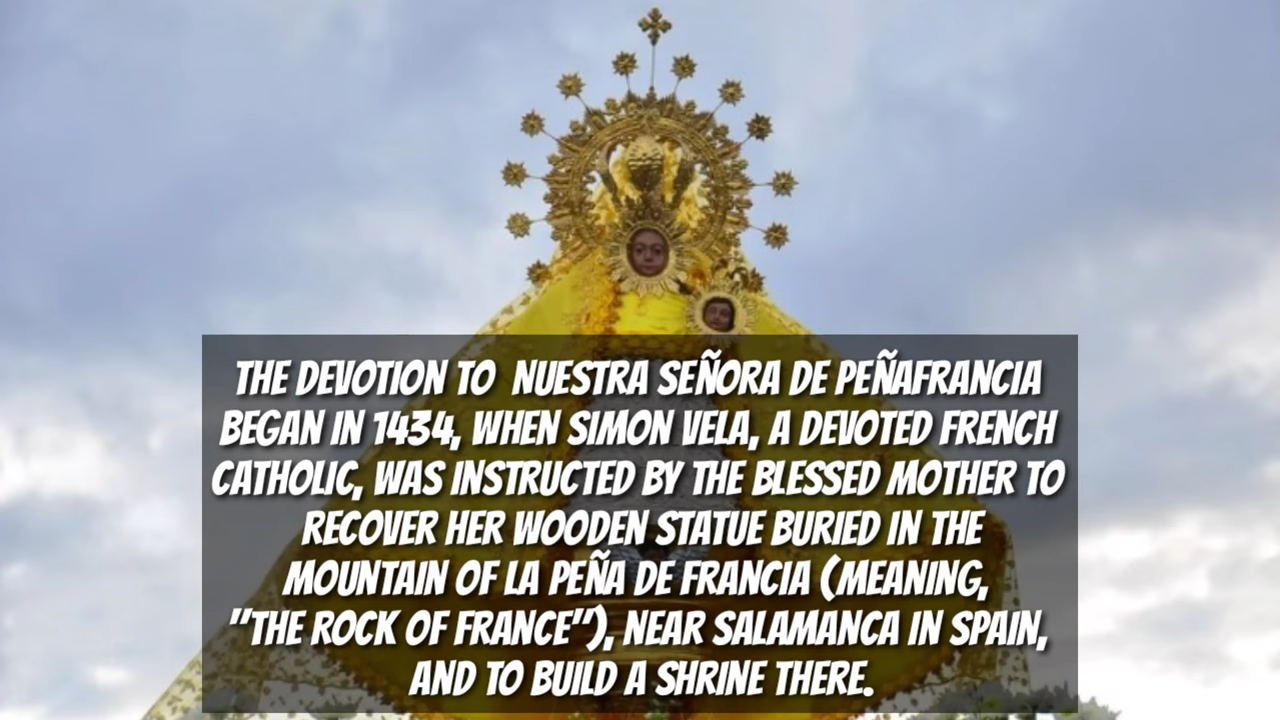 THE DEVOTION TO NUESTRA SEÑORA DE PEÑAFRANCIA
BEGAN IN 1434, WHEN SIMON VELA, A DEVOTED FRENCH
CATHOLIC, WAS INSTRUCTED BY THE BLESSED MOTHER TO
RECOVER HER WOODEN STATUE BURIED IN THE
MOUNTAIN OF LA PEÑA DE FRANCIA (MEANING,
"THE ROCK OF FRANCE"), NEAR SALAMANCA IN SPAIN,
AND TO BUILD A SHRINE THERE.